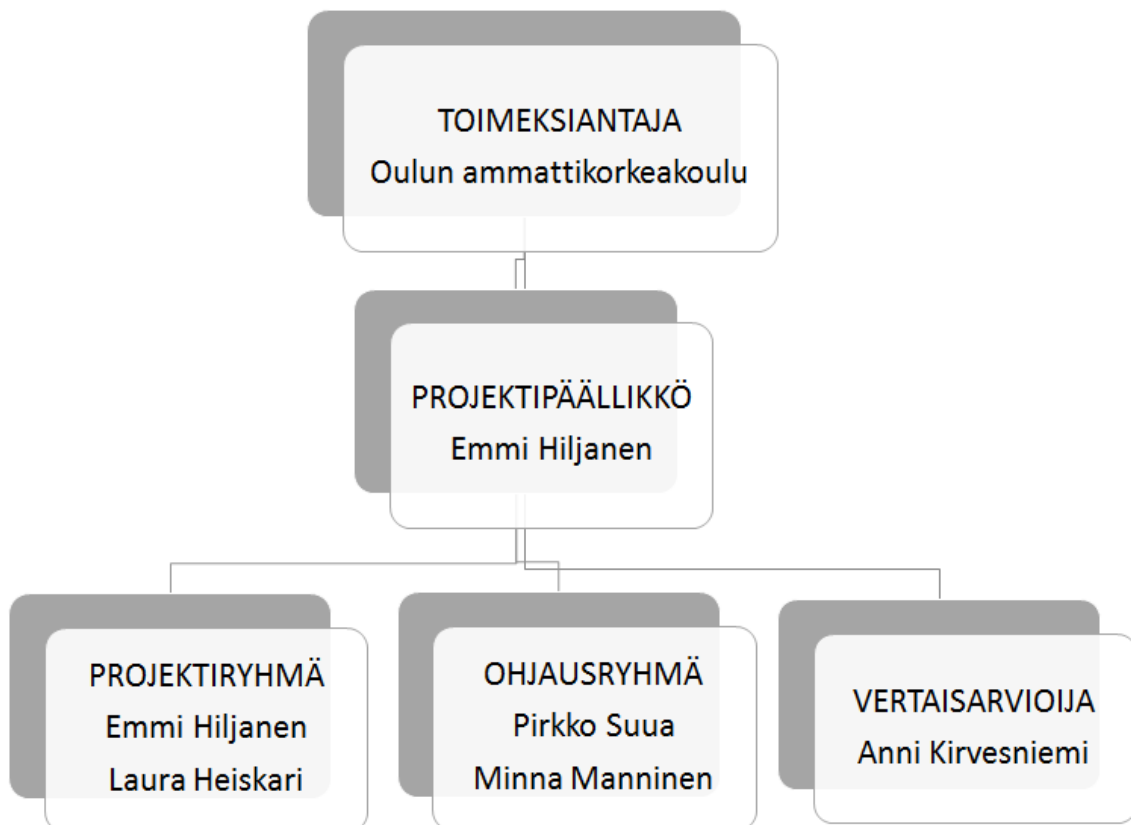 TOIMEKSIANTAJA
Oulun ammattikorkeakoulu
PROJEKTIPÄÄLLIKKÖ
Emmi Hiljanen
PROJEKTIRYHMÄ
Emmi Hiljanen
Laura Heiskari
OHJAUSRYHMÄ
Pirkko Suua
Minna Manninen
VERTAISARVIOIJA
Anni Kirvesniemi